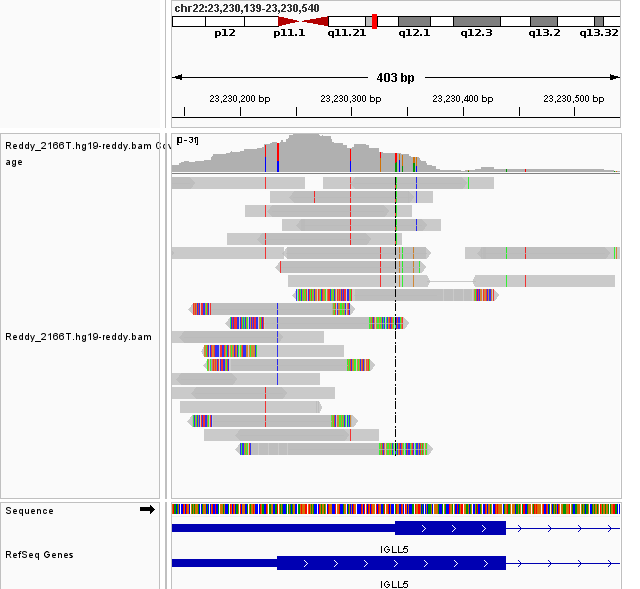 chr22:23,230,139-23,230,540
p12 p11.1 q11.21 q12.1 q12.3 q13.2 q13.32
403 bp
23,230,200 bp 23,230,300 bp 23,230,400 bp 23,230,500 bp
Reddy_2166T.hg19-reddy.bam Cov
age
[0-31]
Reddy_2166T.hg19-reddy.bam
Sequence
IGLL5
RefSeq Genes
IGLL5